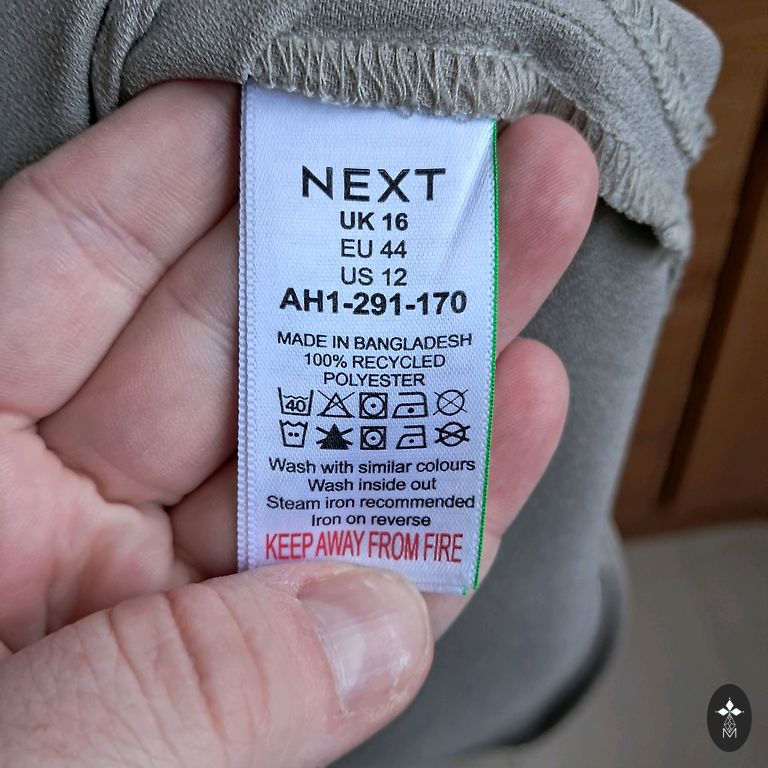 NEXT
UK 16
EU 44
US 12
AH1-291-170
MADE IN BANGLADESH
100% RECYCLED
POLYESTER
40
Wash with similar colours
Wash inside out
Steam iron recommended
Iron on reverse
KEEP AWAY FROM FIRE
M